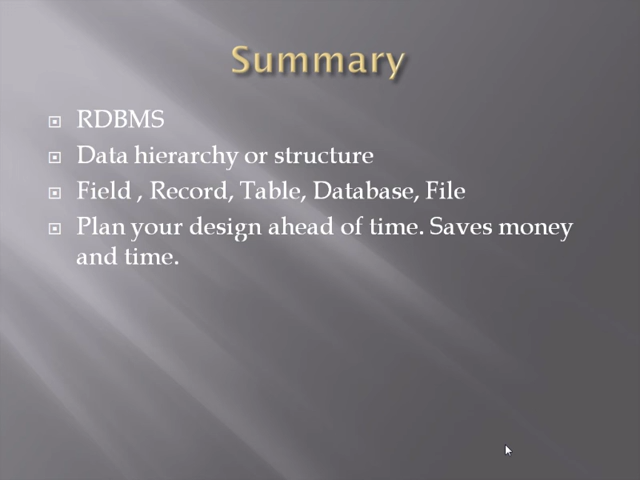 Summary
RDBMS
Data hierarchy or structure
Field , Record, Table, Database, File
Plan your design ahead of time. Saves money
and time.